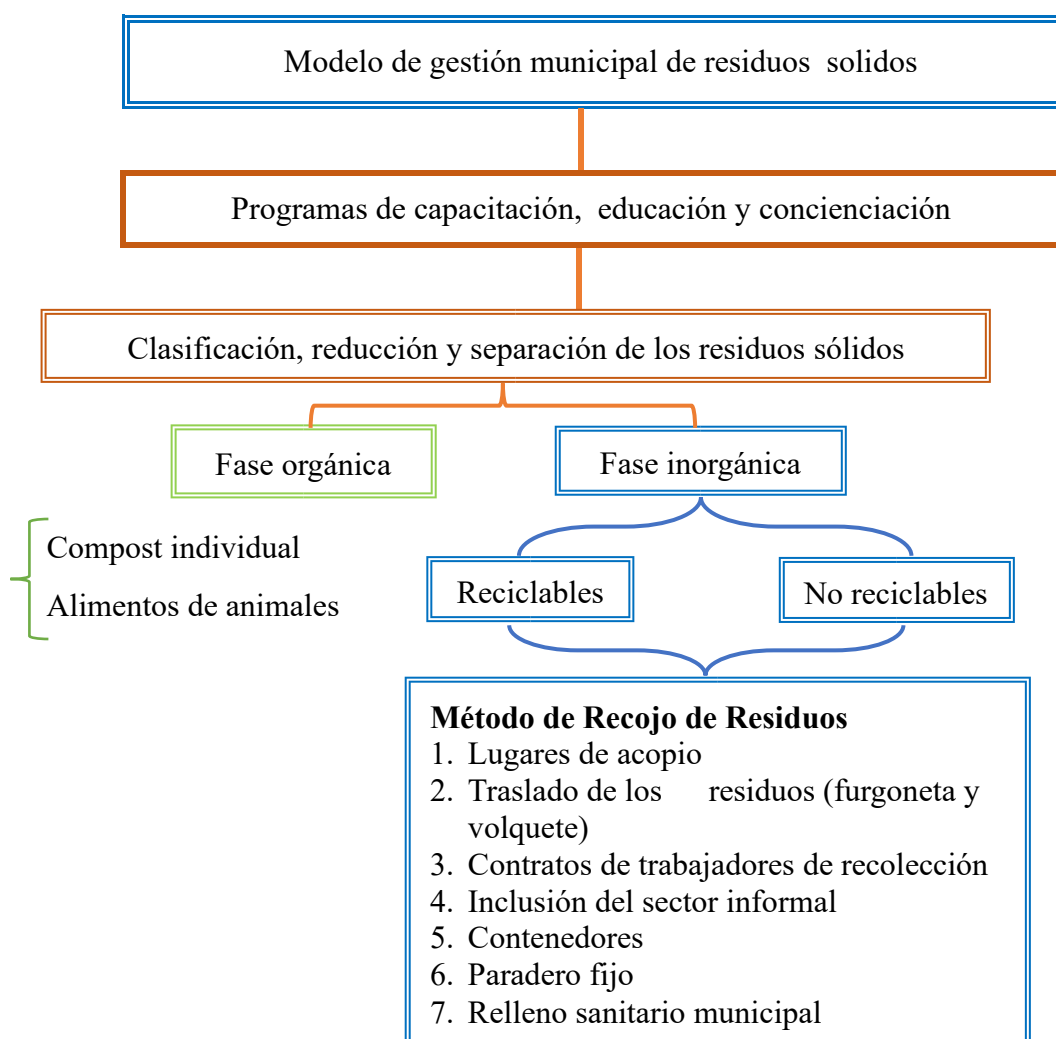 Modelo de gestión municipal de residuos solidos
Programas de capacitación, educación y concienciación
Clasificación, reducción y separación de los residuos sólidos
Fase orgánica
Fase inorgánica
Compost individual
Alimentos de animales
Reciclables
No reciclables
Método de Recojo de Residuos
1. Lugares de acopio
2. Traslado de los residuos (furgoneta y
volquete)
3. Contratos de trabajadores de recolección
4. Inclusión del sector informal
5. Contenedores
6. Paradero fijo
7. Relleno sanitario municipal